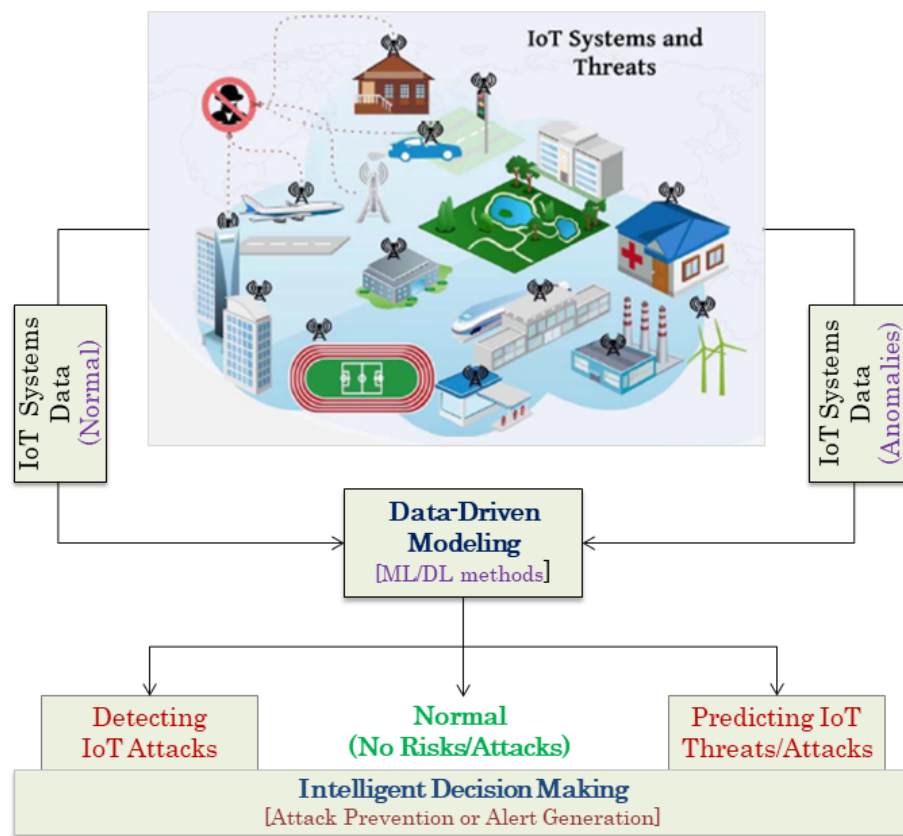 IoT Systems and
Threats
IoT Systems
Data
(Normal)
IoT Systems
Data
(Anomalies)
Data-Driven
Modeling
[ML/DL methods]
Detecting
IoT Attacks
Normal
(No Risks/Attacks)
Predicting IoT
Threats/Attacks
Intelligent Decision Making
[Attack Prevention or Alert Generation]